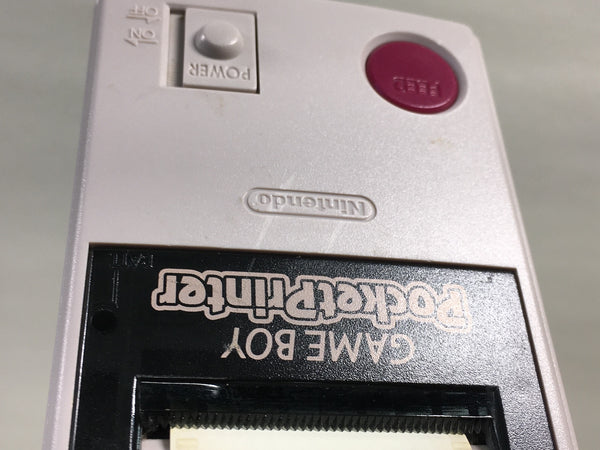 GAME BOY
PocketPrinter
Nintendo
FEED
POWER
ON
OFF